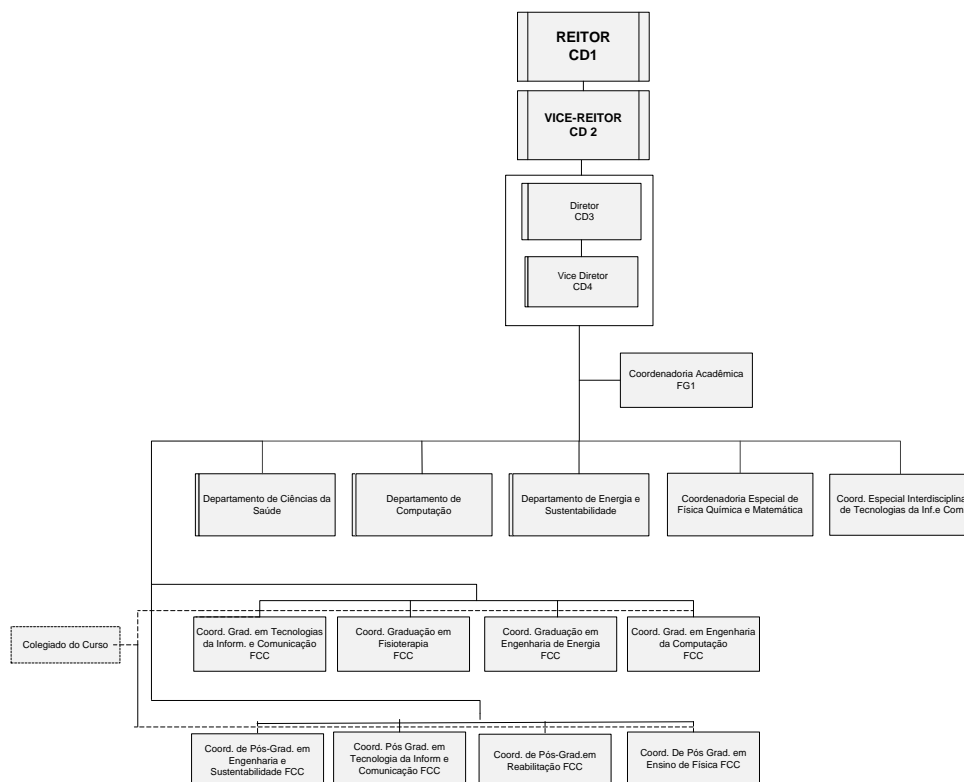 REITOR
CD1
VICE-REITOR
CD 2
Diretor
CD3
Vice Diretor
CD4
Coordenadoria Acadêmica
FG1
Departamento de Ciências da
Saúde
Departamento de
Computação
Departamento de Energia e
Sustentabilidade
Coordenadoria Especial de
Física Química e Matemática
Coord. Especial Interdisciplina
de Tecnologias da Inf.e Com
Colegiado do Curso
Coord. Grad. em Tecnologias
da Inform. e Comunicação
FCC
Coord. Graduação em
Fisioterapia
FCC
Coord. Graduação em
Engenharia de Energia
FCC
Coord. Grad. em Engenharia
da Computação
FCC
Coord. de Pós-Grad. em
Engenharia e
Sustentabilidade FCC
Coord. Pós Grad. em
Tecnologia da Inform e
Comunicação FCC
Coord. de Pós-Grad.em
Reabilitação FCC
Coord. De Pós Grad. em
Ensino de Física FCC